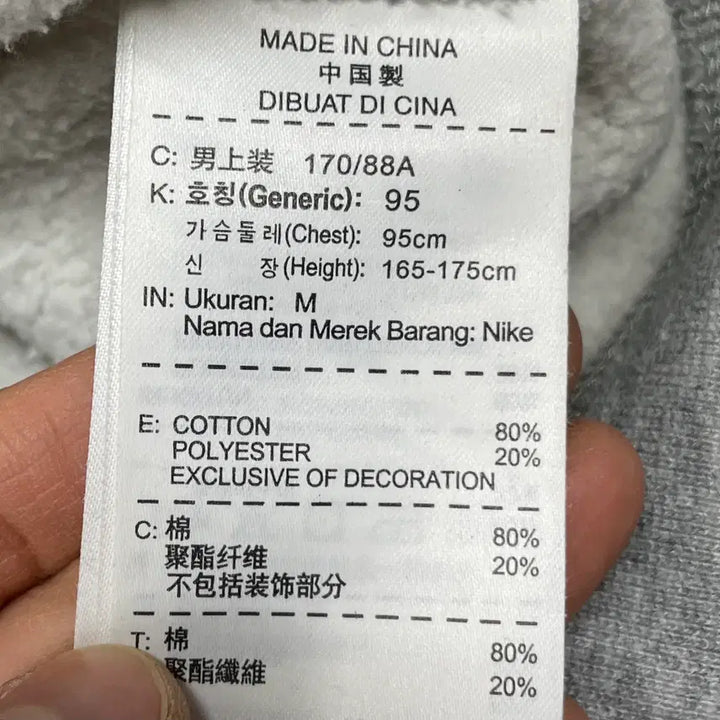 MADE IN CHINA
中国製
DIBUAT DI CINA
C: 男上装 170/88A
K: 호칭(Generic): 95
가슴둘레(Chest): 95cm
신 장(Height): 165-175cm
IN: Ukuran: M
Nama dan Merek Barang: Nike
E: COTTON 80%
POLYESTER 20%
EXCLUSIVE OF DECORATION
C: 棉 80%
聚酯纤维 20%
不包括装饰部分
T: 棉 80%
聚酯纖維 20%